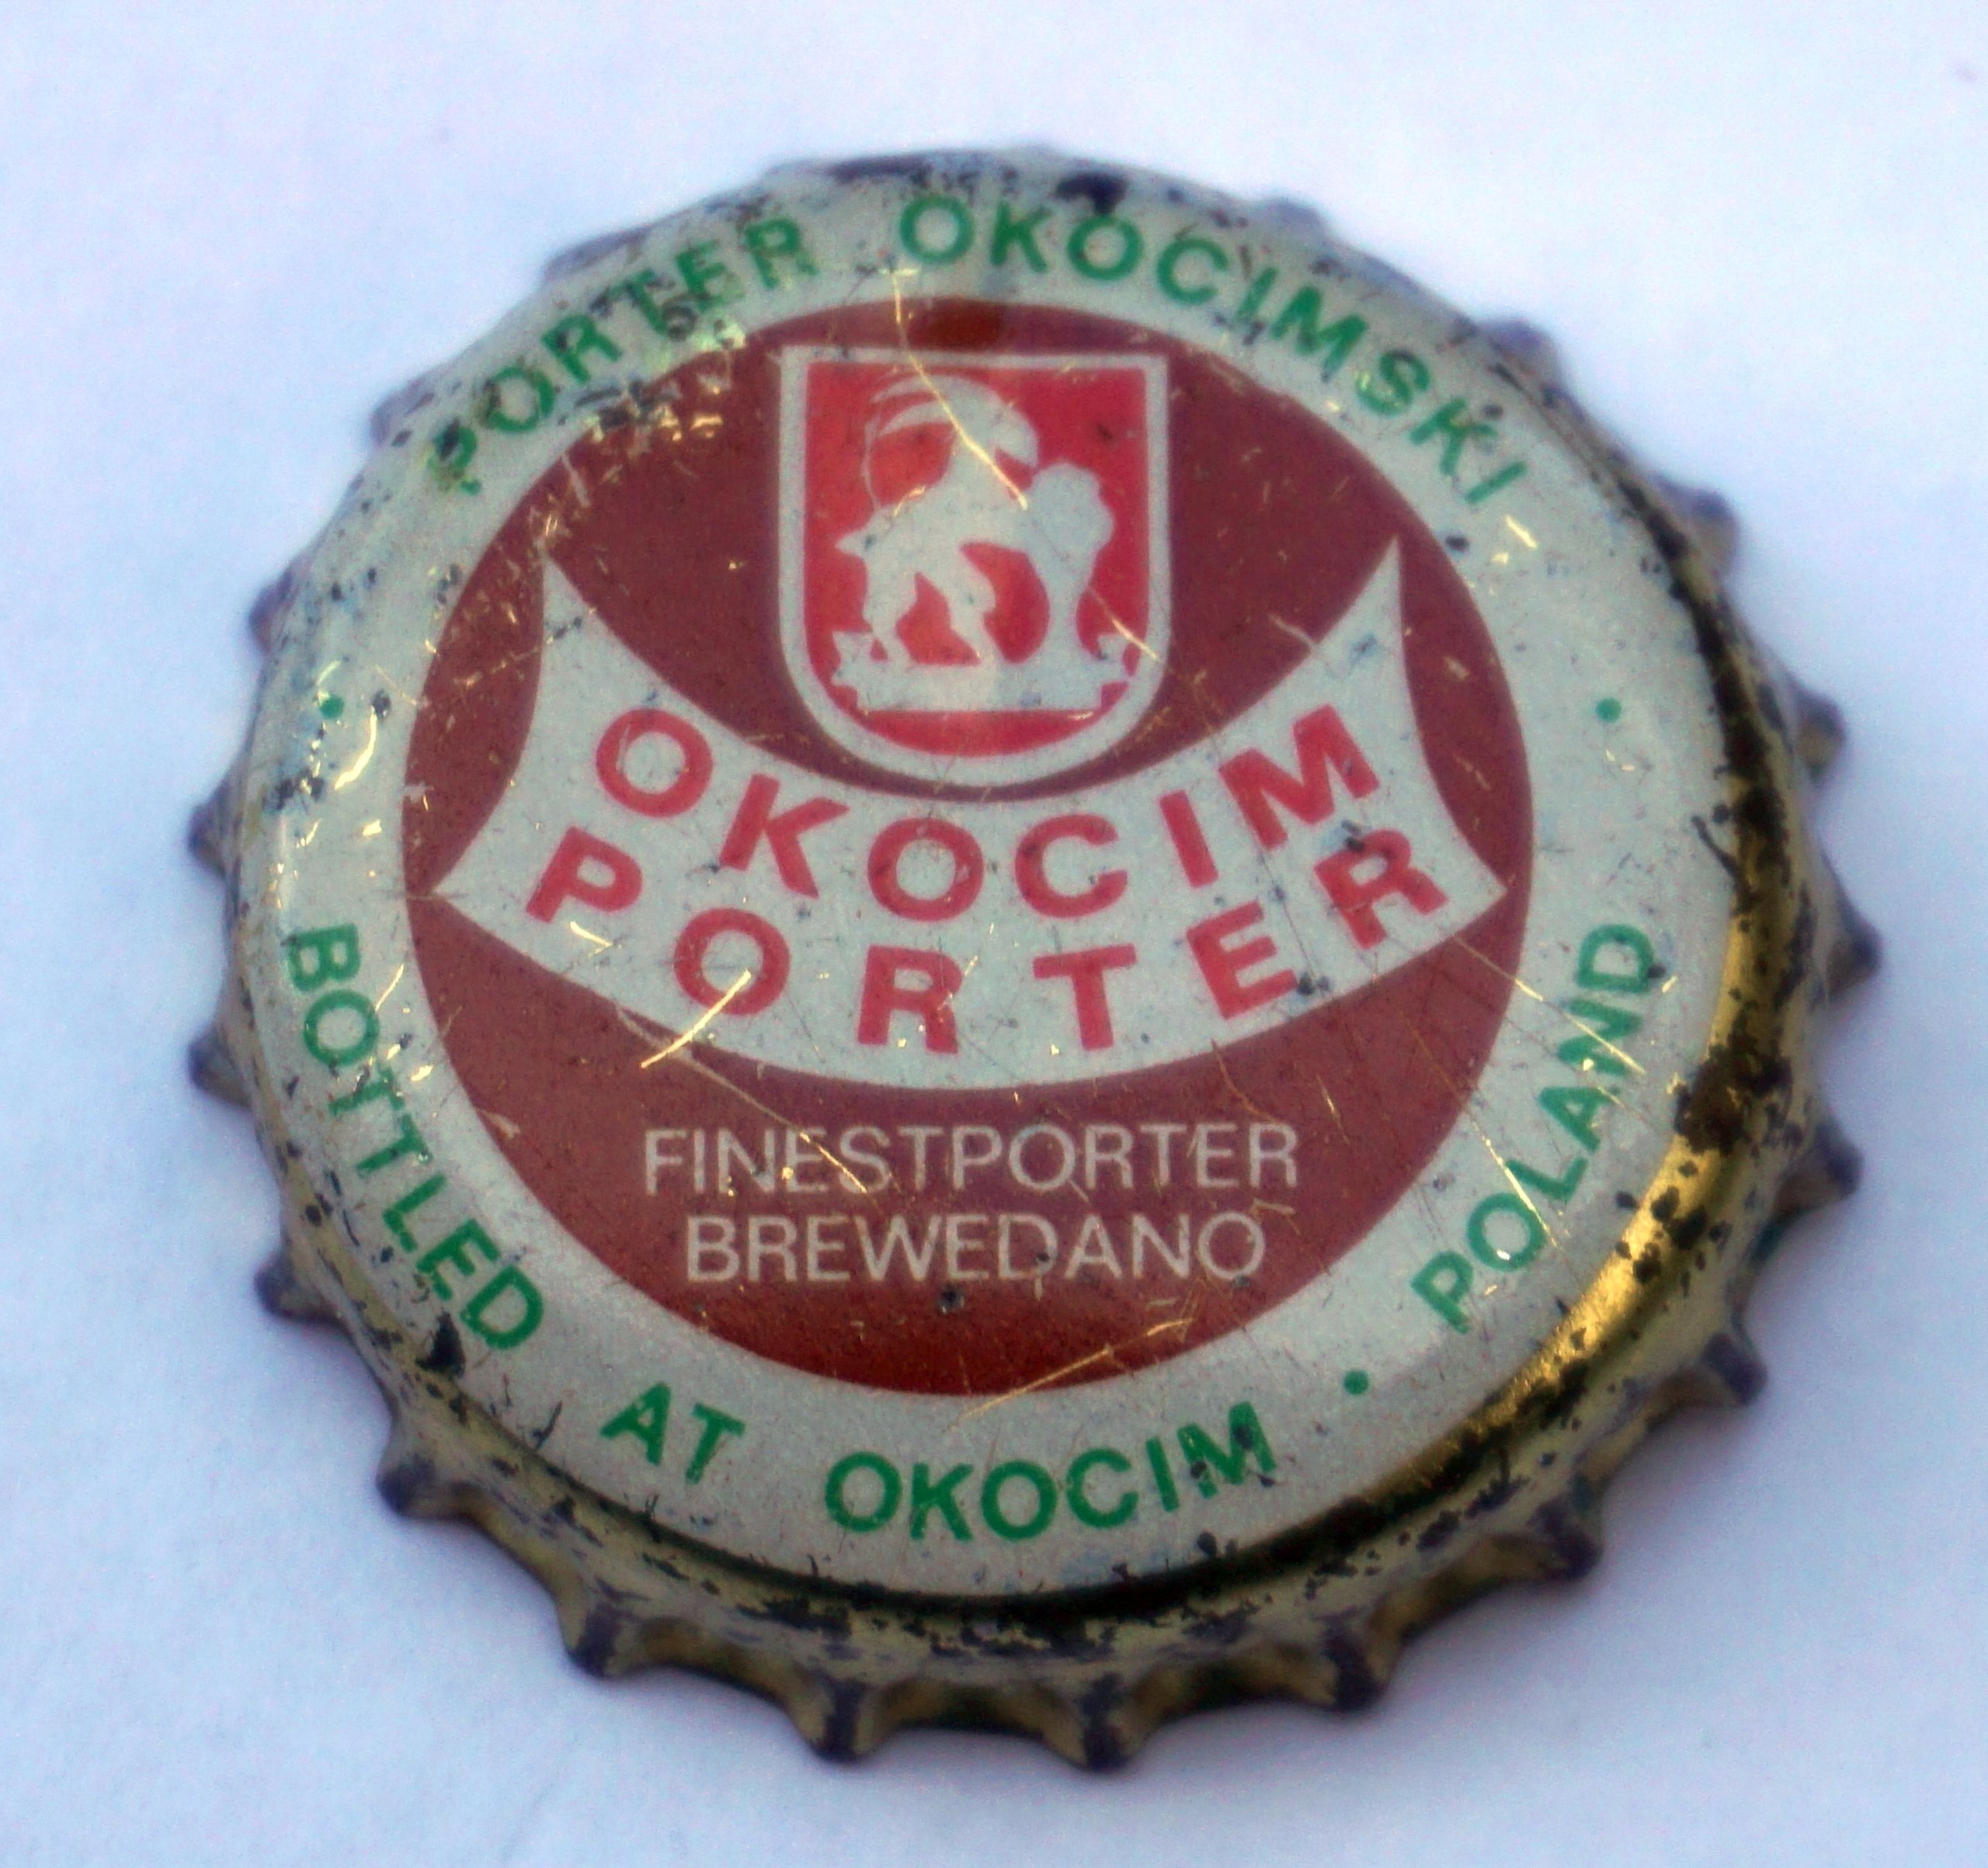 PORTER OKOCIMSKI
OKOCIM
PORTER
FINESTPORTER
BREWEDANO
BOTTLED AT OKOCIM • POLAND